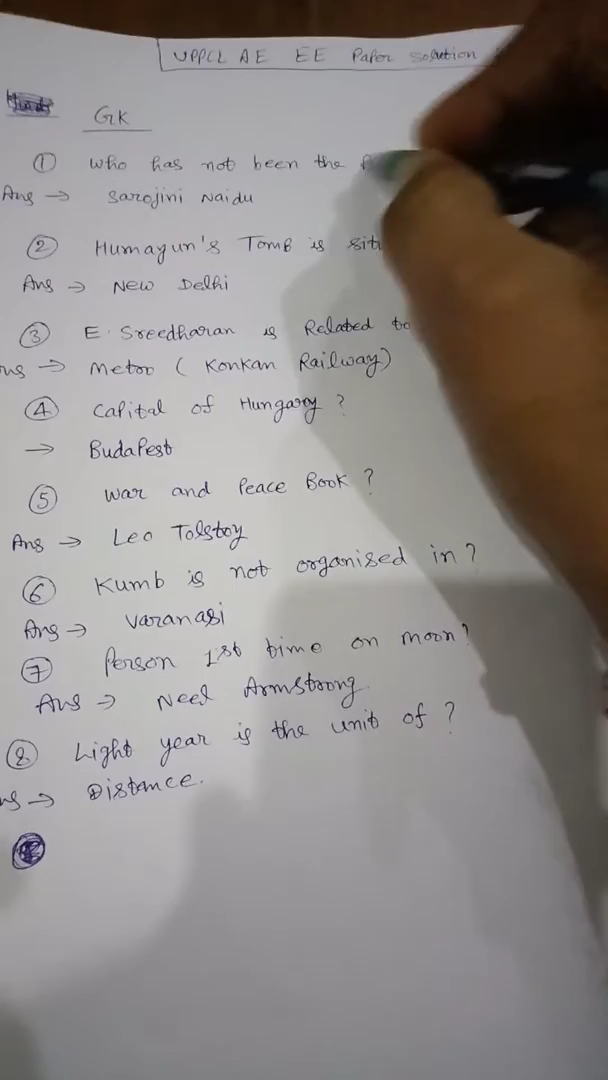 UPPCL AE EE Paper solution
GK
① Who has not been the
Ans → Sarojini Naidu
② Humayun's Tomb is
Ans → New Delhi
③ E. Sreedharan is Related to
Ans → Metro (Konkan Railway)
④ Capital of Hungary ?
→ Budapest
⑤ War and Peace Book ?
Ans → Leo Tolstoy
⑥ Kumb is not organised in ?
Ans → Varanasi
⑦ Person 1st time on moon ?
Ans → Neel Armstrong
⑧ Light year is the unit of ?
Ans → Distance.